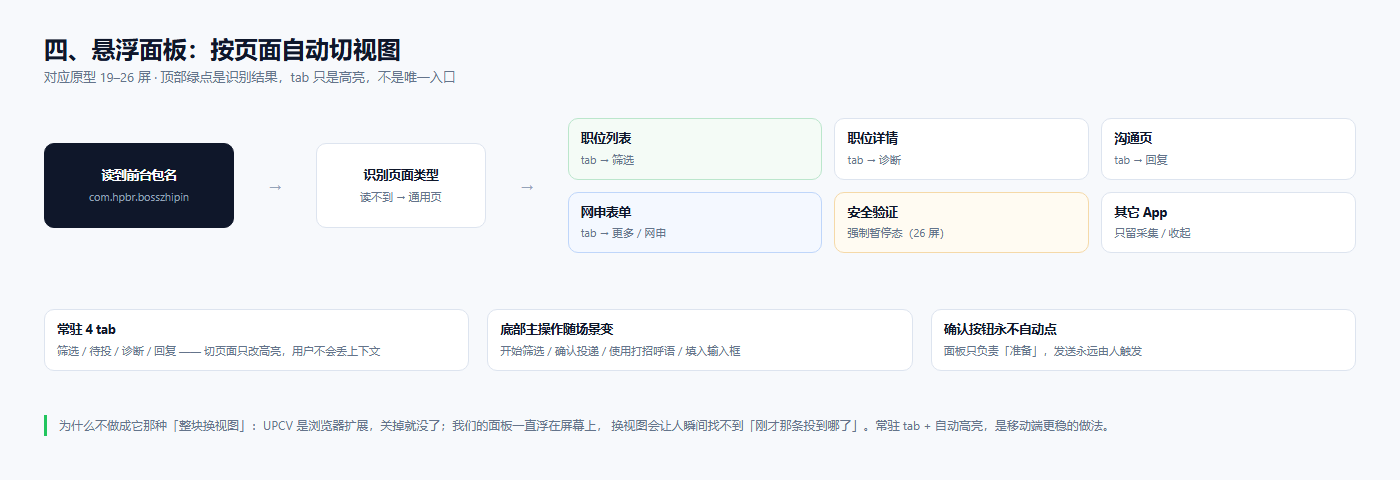 四、悬浮面板：按页面自动切视图
对应原型 19–26 屏 · 顶部绿点是识别结果，tab 只是高亮，不是唯一入口
读到前台包名
com.hpbr.bosszhipin
→
识别页面类型
读不到 → 通用页
→
职位列表
tab → 筛选
职位详情
tab → 诊断
沟通页
tab → 回复
网申表单
tab → 更多 / 网申
安全验证
强制暂停态（26 屏）
其它 App
只留采集 / 收起
常驻 4 tab
筛选 / 待投 / 诊断 / 回复 —— 切页面只改高亮，用户不会丢上下文
底部主操作随场景变
开始筛选 / 确认投递 / 使用打招呼语 / 填入输入框
确认按钮永不自动点
面板只负责「准备」，发送永远由人触发
为什么不做成它那种「整块换视图」：UPCV 是浏览器扩展，关掉就没了；我们的面板一直浮在屏幕上， 换视图会让人瞬间找不到「刚才那条投到哪了」。常驻 tab + 自动高亮，是移动端更稳的做法。